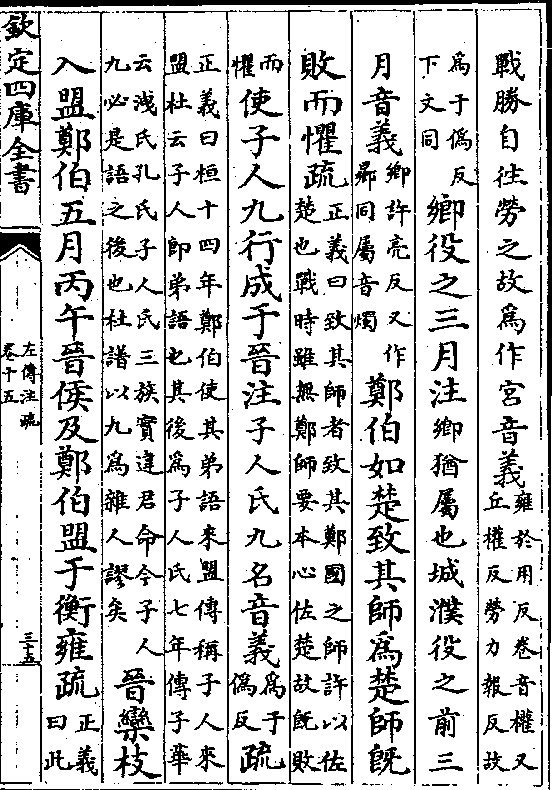 戰勝自往勞之故爲作宮音義雍於用反卷音權又
丘權反勞力報反故
爲于僞反
下文同
鄉役之三月注鄉猶屬也城濮役之前三
月音義鄉許亮反又作
曏同屬音燭
鄭伯如楚致其師爲楚師既
敗而懼疏正義曰致其師者致其鄭國之師許以佐
楚也戰時雖無鄭師要本心佐楚故既敗
而
懼
使子人九行成于晉注子人氏九名音義爲于
僞反
疏
正義曰桓十四年鄭伯使其弟語來盟傳稱子人來
盟杜云子人即弟語也其後爲子人氏七年傳子華
云洩氏孔氏子人氏三族實違君命今子人
九必是語之後也杜譜以九爲雜人謬矣
晉欒枝
入盟鄭伯五月丙午晉侯及鄭伯盟于衡雍疏正義
曰此
欽定四庫全書
左傳注疏
卷十五
三十五